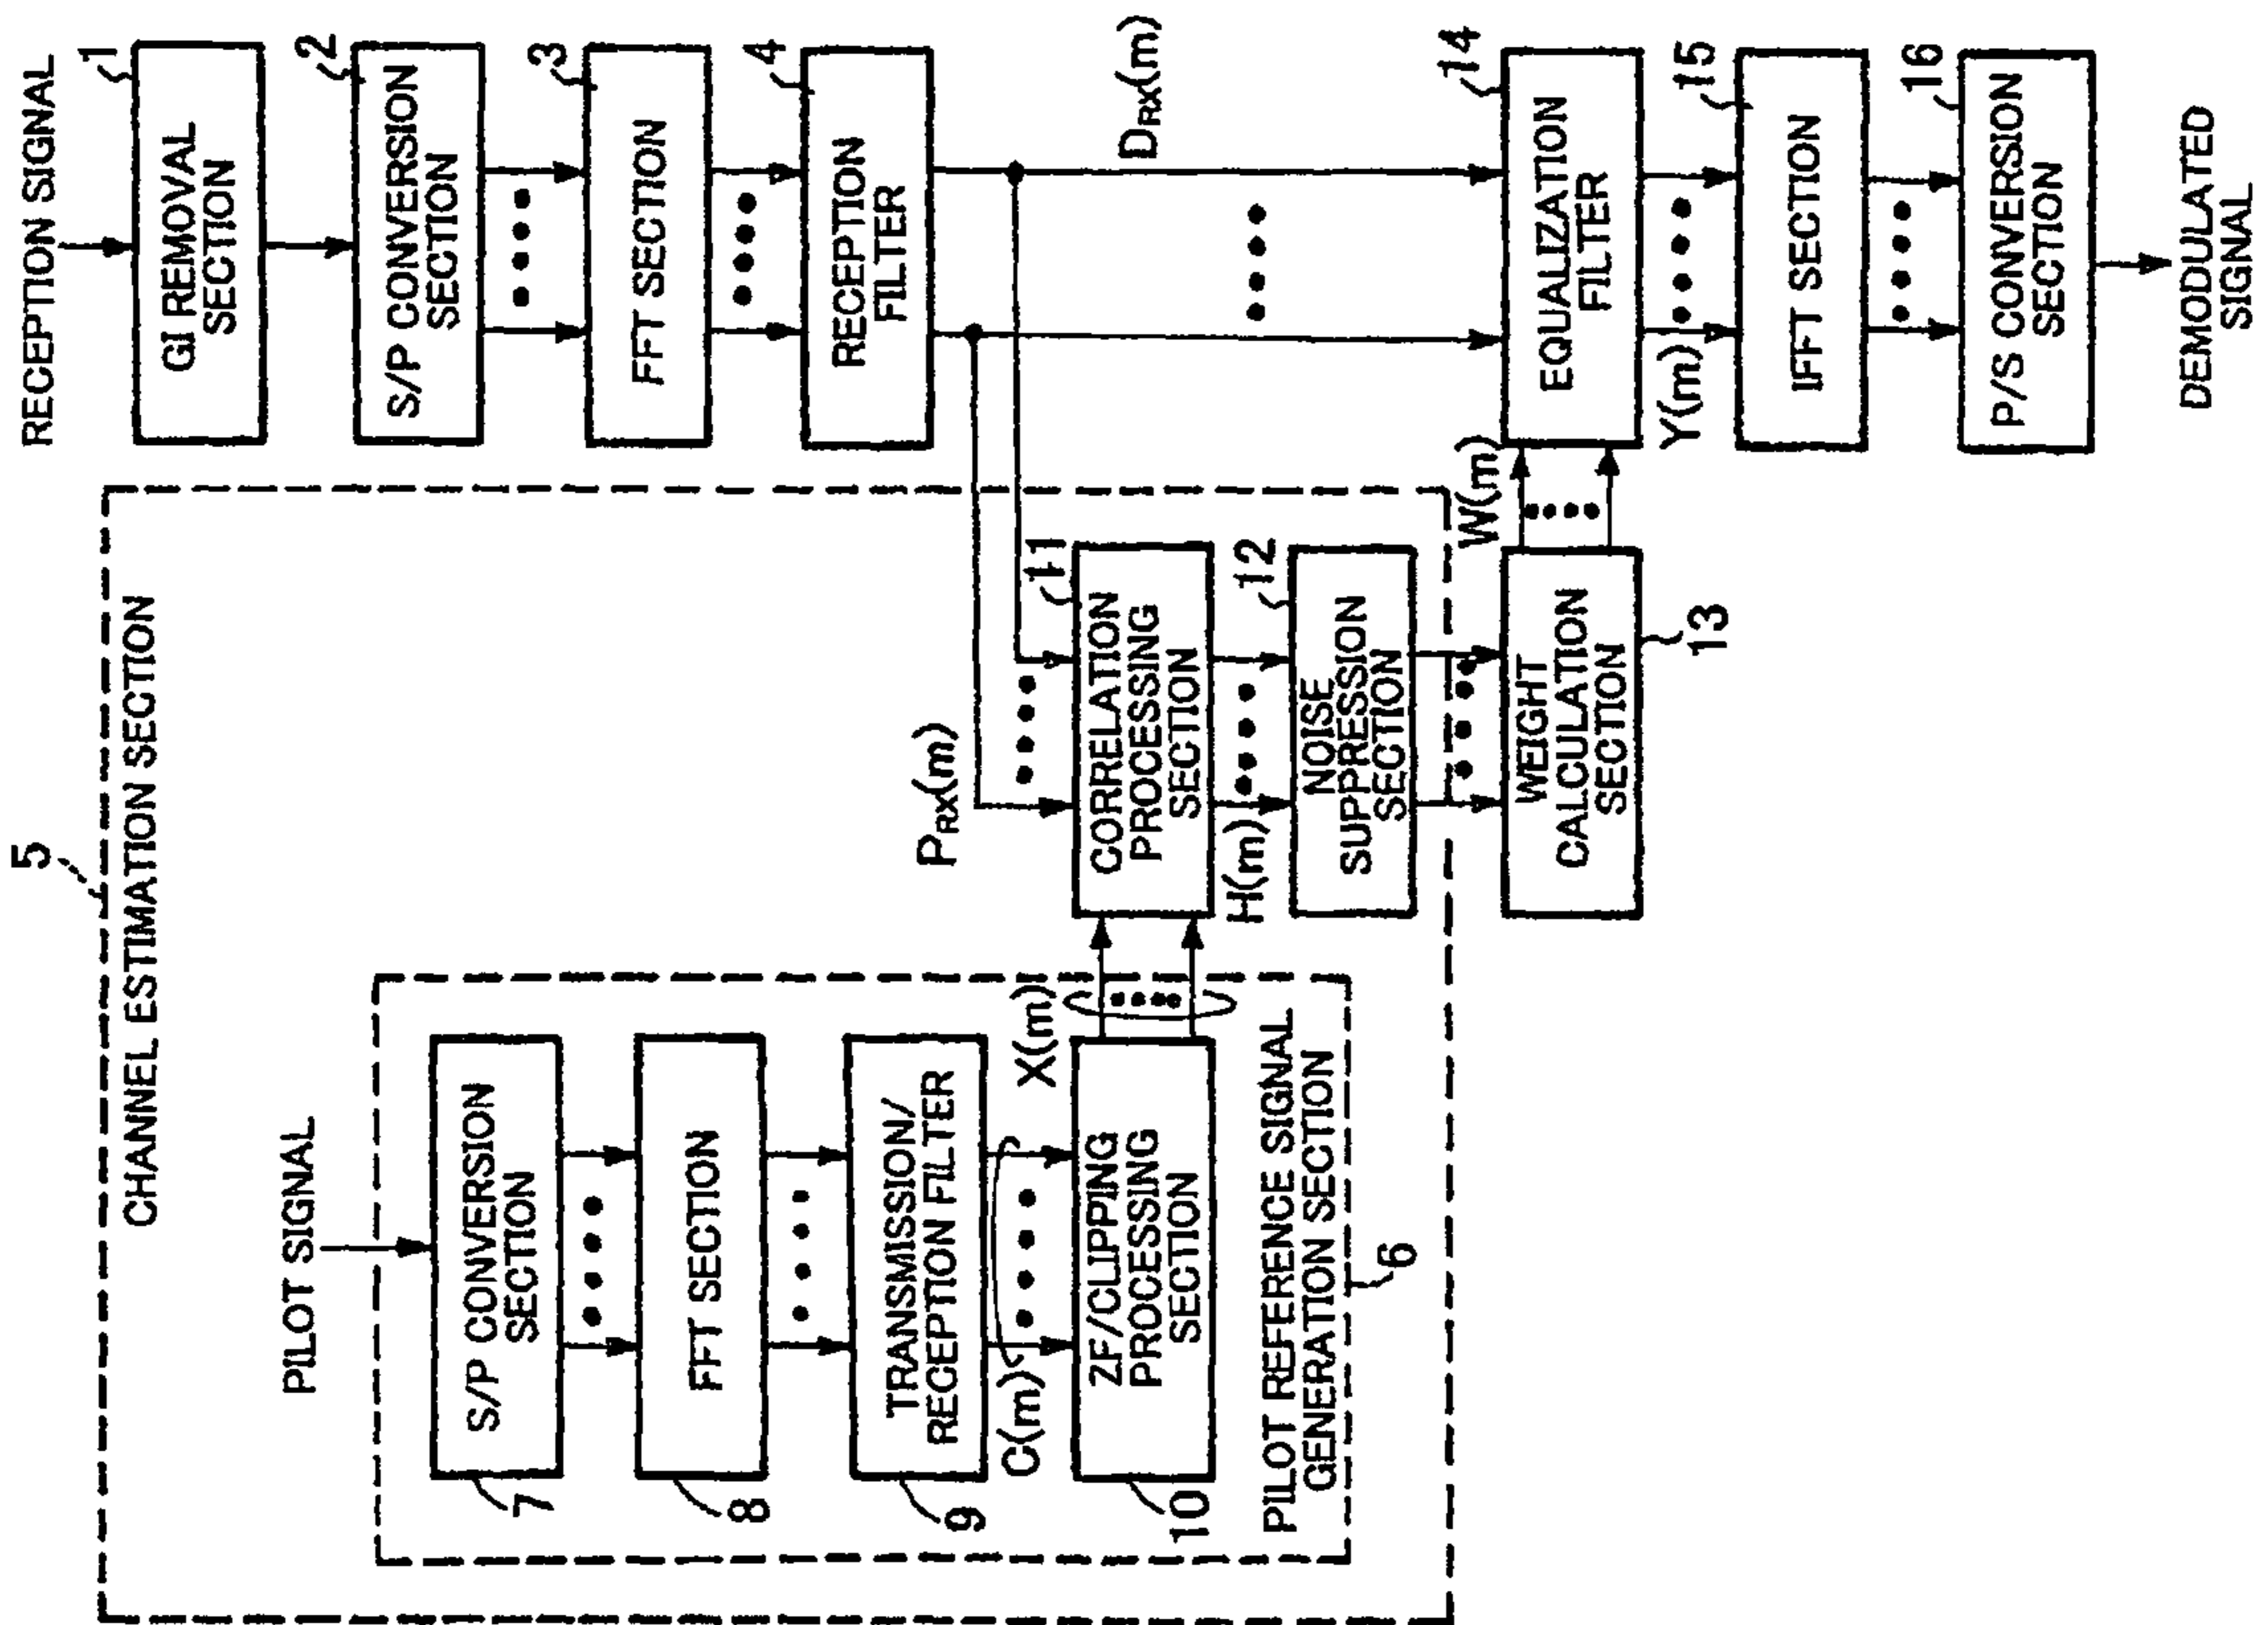 RECEPTION SIGNAL
1
GI REMOVAL
SECTION
2
S/P CONVERSION
SECTION
3
FFT SECTION
4
RECEPTION
FILTER
DRX(m)
5
CHANNEL ESTIMATION SECTION
PILOT SIGNAL
S/P CONVERSION
SECTION
7
FFT SECTION
8
TRANSMISSION/
RECEPTION FILTER
9
C(m)
ZF/CLIPPING
PROCESSING
SECTION
10
X(m)
PILOT REFERENCE SIGNAL
GENERATION SECTION
6
PRX(m)
11
CORRELATION
PROCESSING
SECTION
H(m)
12
NOISE
SUPPRESSION
SECTION
WEIGHT
CALCULATION
SECTION
13
W(m)
14
EQUALIZATION
FILTER
Y(m)
15
IFFT SECTION
16
P/S CONVERSION
SECTION
DEMODULATED
SIGNAL